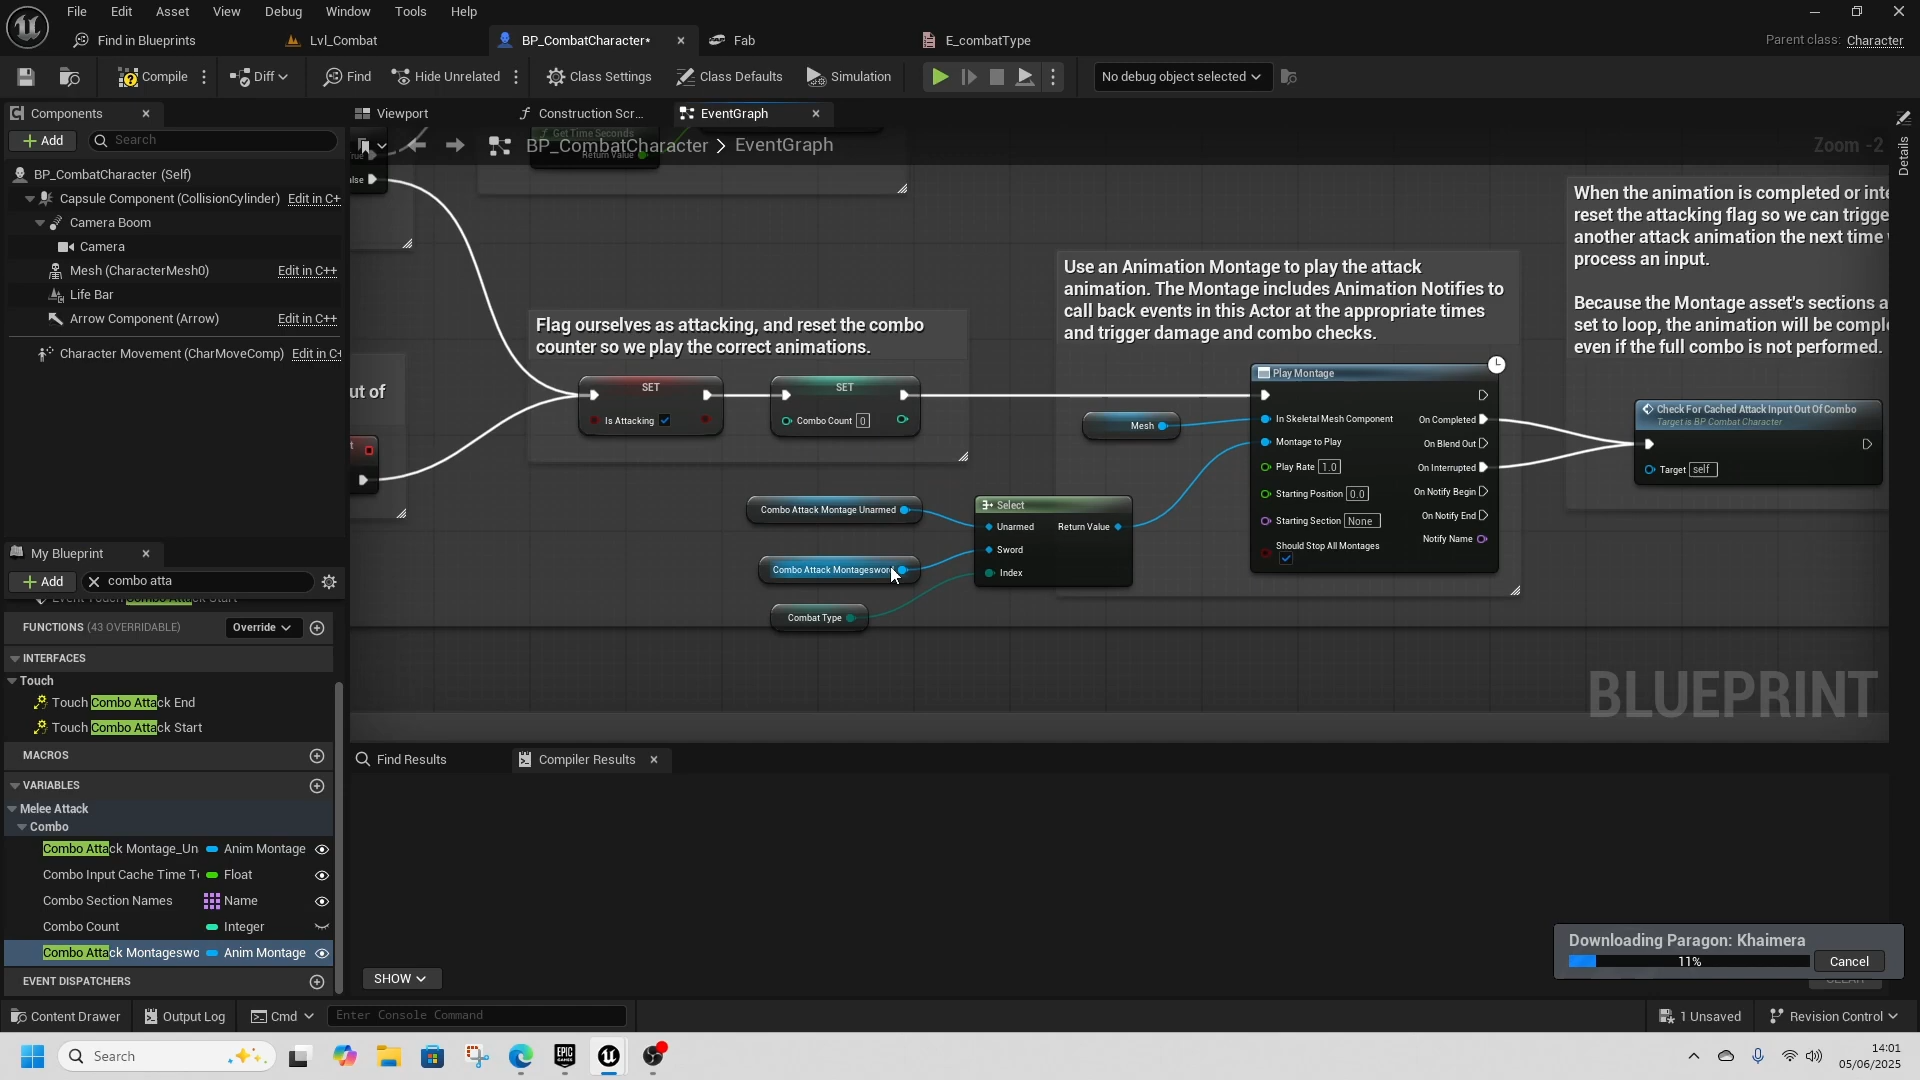 File Edit Asset View Debug Window Tools Help
Find in Blueprints
Lvl_Combat
BP_CombatCharacter*
Fab
E_combatType
Parent class: Character
Compile
Diff
Find
Hide Unrelated
Class Settings
Class Defaults
Simulation
No debug object selected
Components
Add
Search
BP_CombatCharacter (Self)
Capsule Component (CollisionCylinder) Edit in C+
Camera Boom
Camera
Mesh (CharacterMesh0) Edit in C++
Life Bar
Arrow Component (Arrow) Edit in C++
Character Movement (CharMoveComp) Edit in C+
My Blueprint
Add
combo atta
FUNCTIONS (43 OVERRIDABLE)
Override
INTERFACES
Touch
Touch Combo Attack End
Touch Combo Attack Start
MACROS
VARIABLES
Melee Attack
Combo
Combo Attack Montage_Un Anim Montage
Combo Input Cache Time T Float
Combo Section Names Name
Combo Count Integer
Combo Attack Montageswo Anim Montage
EVENT DISPATCHERS
Viewport
Construction Scr...
EventGraph
BP_CombatCharacter > EventGraph
Zoom -2
Details
Get Time Seconds
Return Value
alse
ut of
t
Flag ourselves as attacking, and reset the combo
counter so we play the correct animations.
SET
Is Attacking
SET
Combo Count 0
Combo Attack Montage Unarmed
Combo Attack Montagesword
Combat Type
Select
Unarmed Return Value
Sword
Index
Use an Animation Montage to play the attack
animation. The Montage includes Animation Notifies to
call back events in this Actor at the appropriate times
and trigger damage and combo checks.
Mesh
Play Montage
In Skeletal Mesh Component On Completed
Montage to Play On Blend Out
Play Rate 1.0 On Interrupted
Starting Position 0.0 On Notify Begin
Starting Section None On Notify End
Should Stop All Montages Notify Name
When the animation is completed or inte
reset the attacking flag so we can trigge
another attack animation the next time
process an input.
Because the Montage asset's sections a
set to loop, the animation will be compl
even if the full combo is not performed.
Check For Cached Attack Input Out Of Combo
Target is BP Combat Character
Target self
BLUEPRINT
Find Results
Compiler Results
SHOW
Downloading Paragon: Khaimera
11%
Cancel
CLEAR
Content Drawer
Output Log
Cmd
Enter Console Command
1 Unsaved
Revision Control
Search
EPIC
GAMES
14:01
05/06/2025